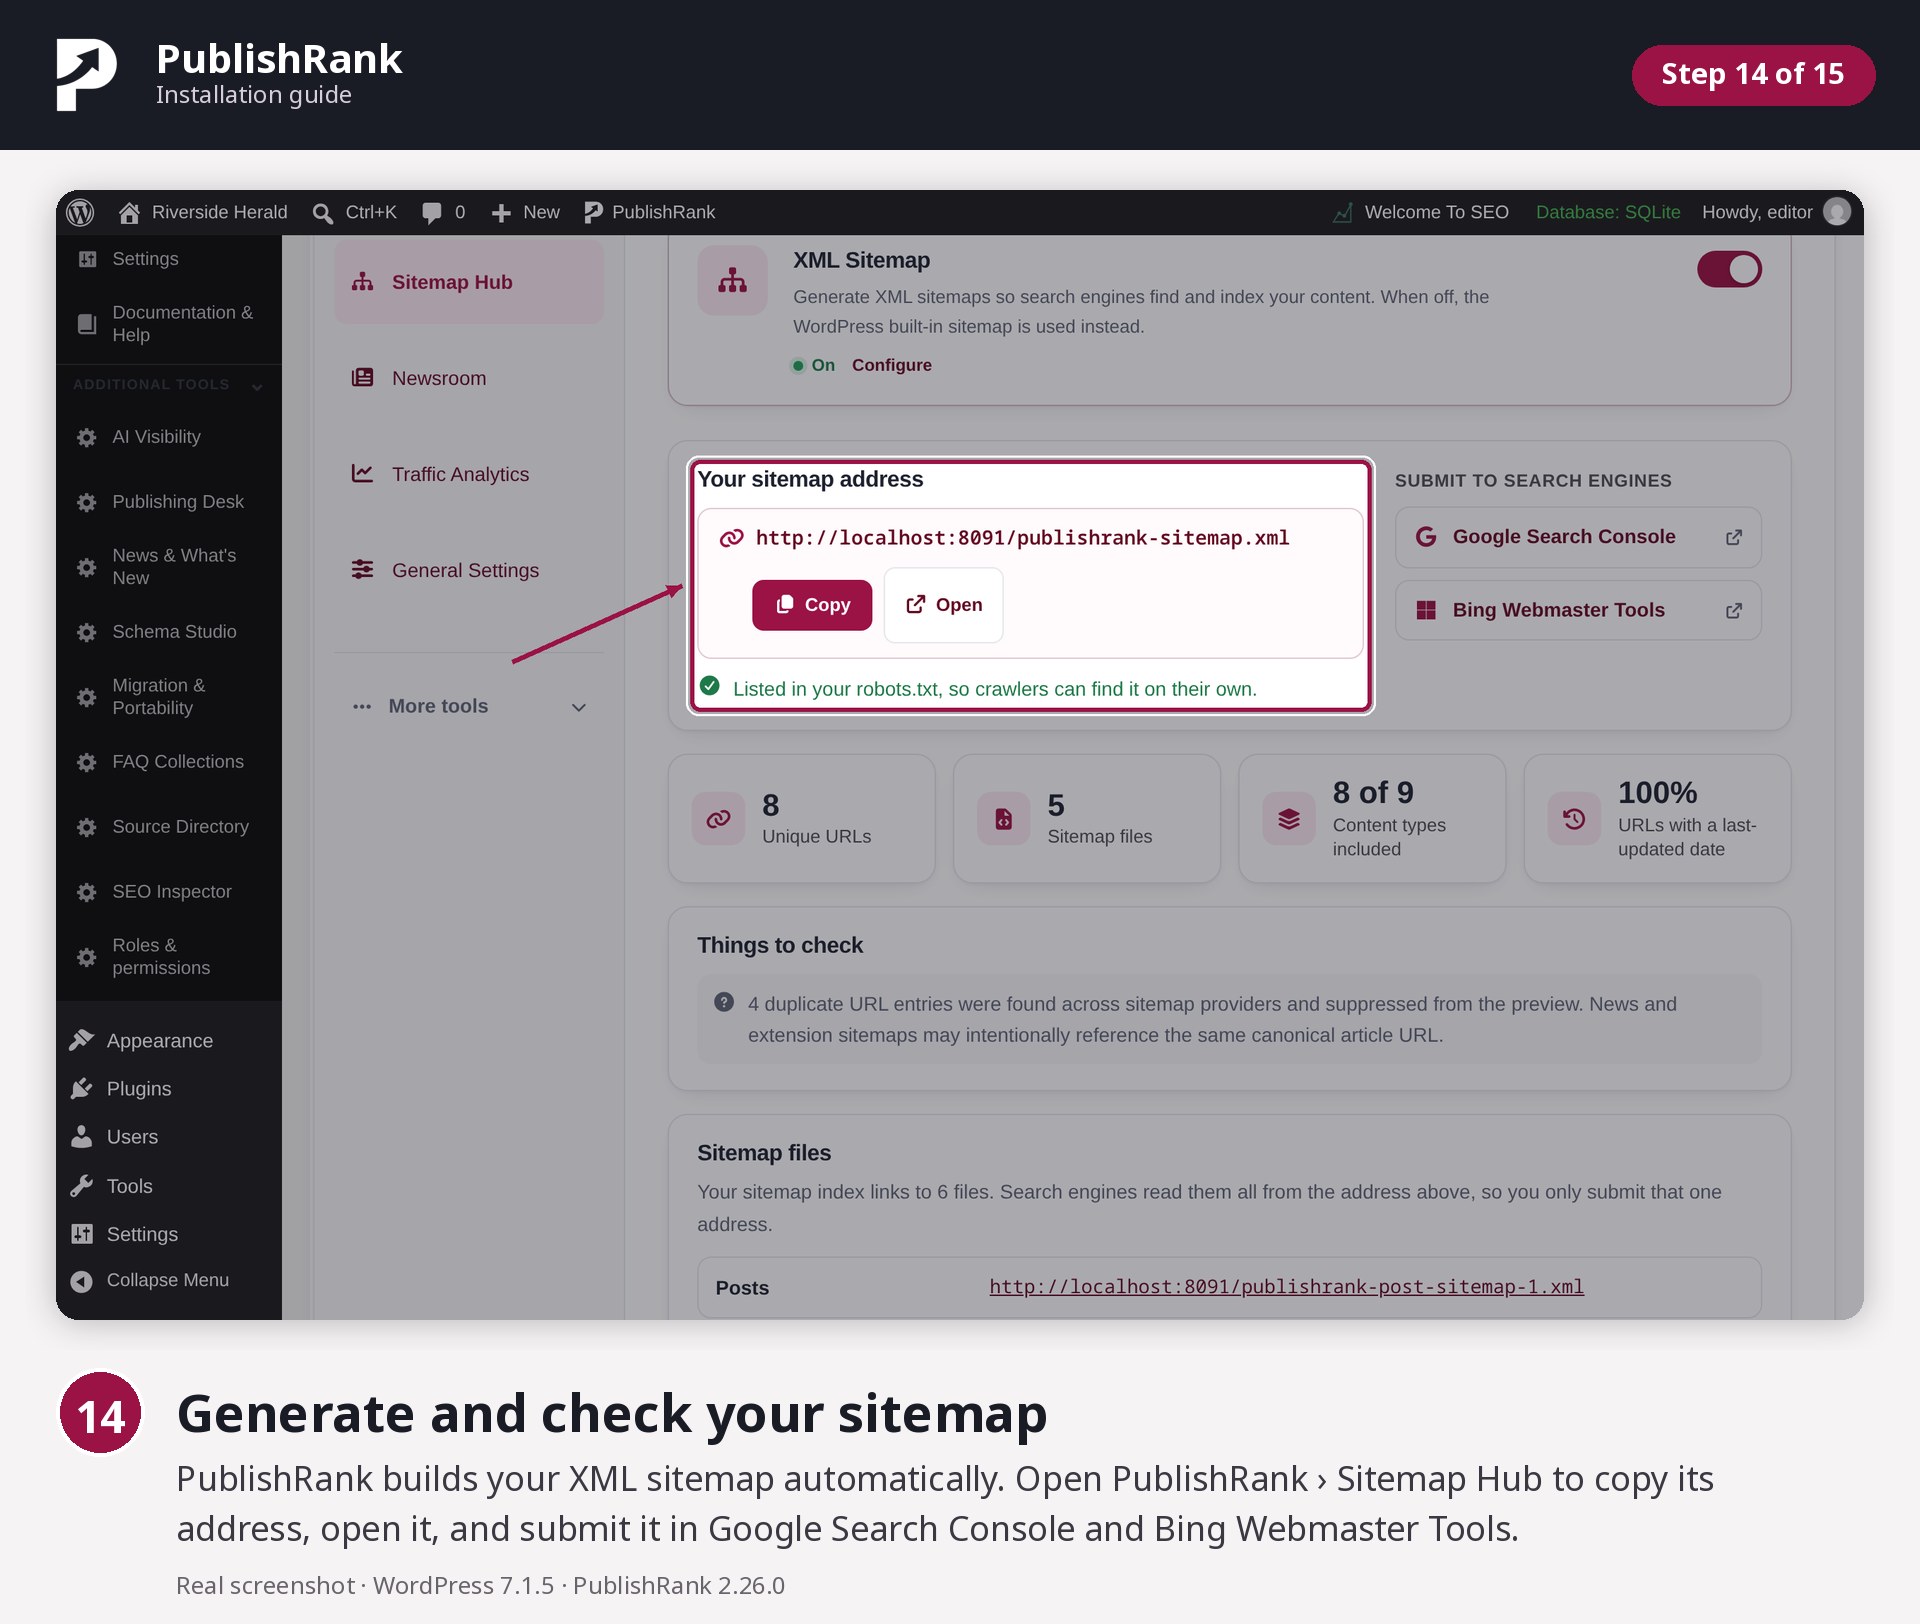 PublishRank
Installation guide
Step 14 of 15
Riverside Herald
Ctrl+K
0
New
PublishRank
Welcome To SEO
Database: SQLite
Howdy, editor
Settings
Documentation &
Help
ADDITIONAL TOOLS
AI Visibility
Publishing Desk
News & What's
New
Schema Studio
Migration &
Portability
FAQ Collections
Source Directory
SEO Inspector
Roles &
permissions
Appearance
Plugins
Users
Tools
Settings
Collapse Menu
Sitemap Hub
Newsroom
Traffic Analytics
General Settings
More tools
XML Sitemap
Generate XML sitemaps so search engines find and index your content. When off, the
WordPress built-in sitemap is used instead.
On
Configure
Your sitemap address
http://localhost:8091/publishrank-sitemap.xml
Copy
Open
Listed in your robots.txt, so crawlers can find it on their own.
SUBMIT TO SEARCH ENGINES
Google Search Console
Bing Webmaster Tools
8
Unique URLs
5
Sitemap files
8 of 9
Content types
included
100%
URLs with a last-
updated date
Things to check
4 duplicate URL entries were found across sitemap providers and suppressed from the preview. News and
extension sitemaps may intentionally reference the same canonical article URL.
Sitemap files
Your sitemap index links to 6 files. Search engines read them all from the address above, so you only submit that one
address.
Posts
http://localhost:8091/publishrank-post-sitemap-1.xml
14
Generate and check your sitemap
PublishRank builds your XML sitemap automatically. Open PublishRank › Sitemap Hub to copy its
address, open it, and submit it in Google Search Console and Bing Webmaster Tools.
Real screenshot · WordPress 7.1.5 · PublishRank 2.26.0